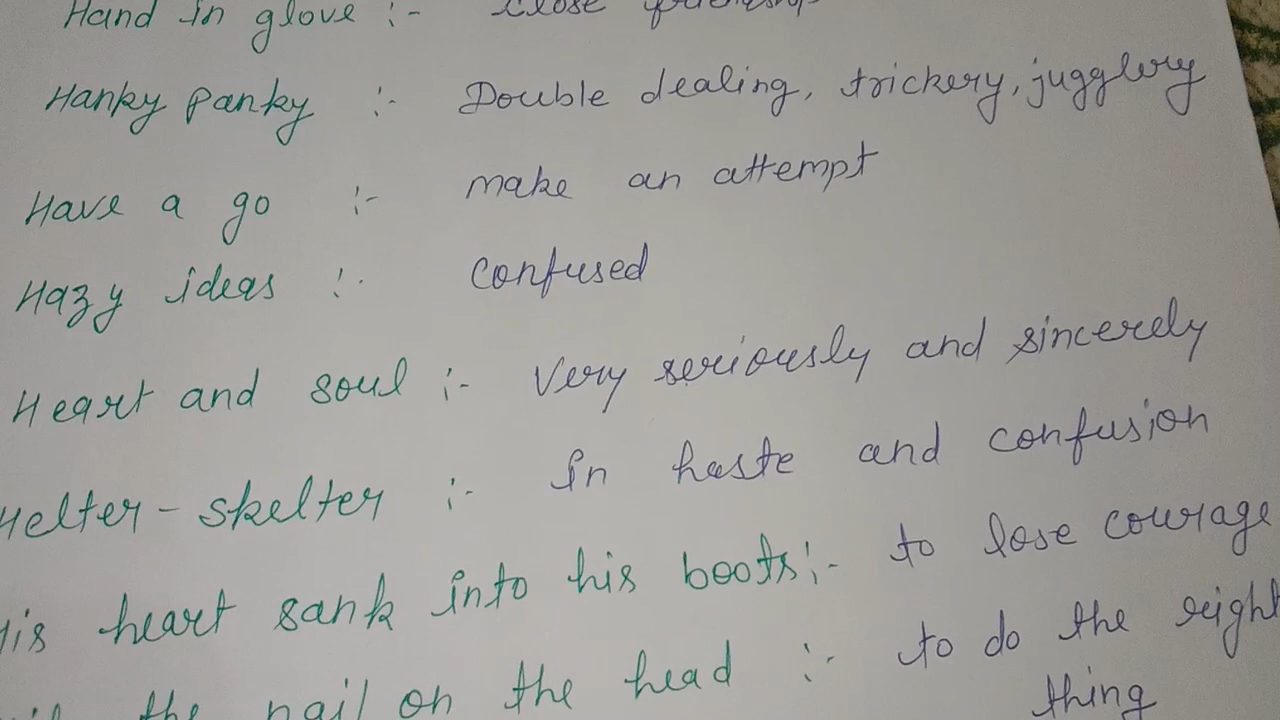 Hand in glove :- Close friendship
Hanky panky :- Double dealing, trickery, jugglery
Have a go :- make an attempt
Hazy ideas :- Confused
Heart and soul :- Very seriously and sincerely
Helter-skelter :- In haste and confusion
His heart sank into his boots :- to lose courage
the nail on the head :- to do the right
thing